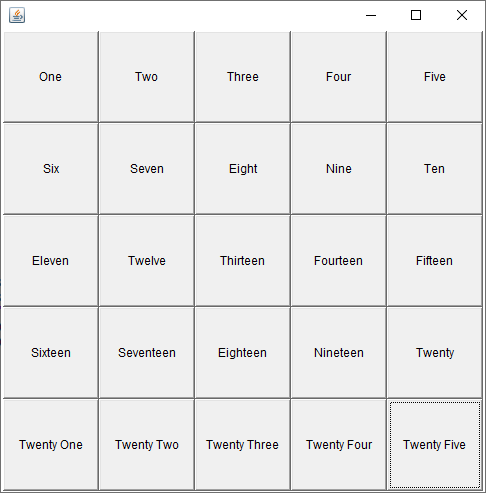 One Two Three Four Five
Six Seven Eight Nine Ten
Eleven Twelve Thirteen Fourteen Fifteen
Sixteen Seventeen Eighteen Nineteen Twenty
Twenty One Twenty Two Twenty Three Twenty Four Twenty Five